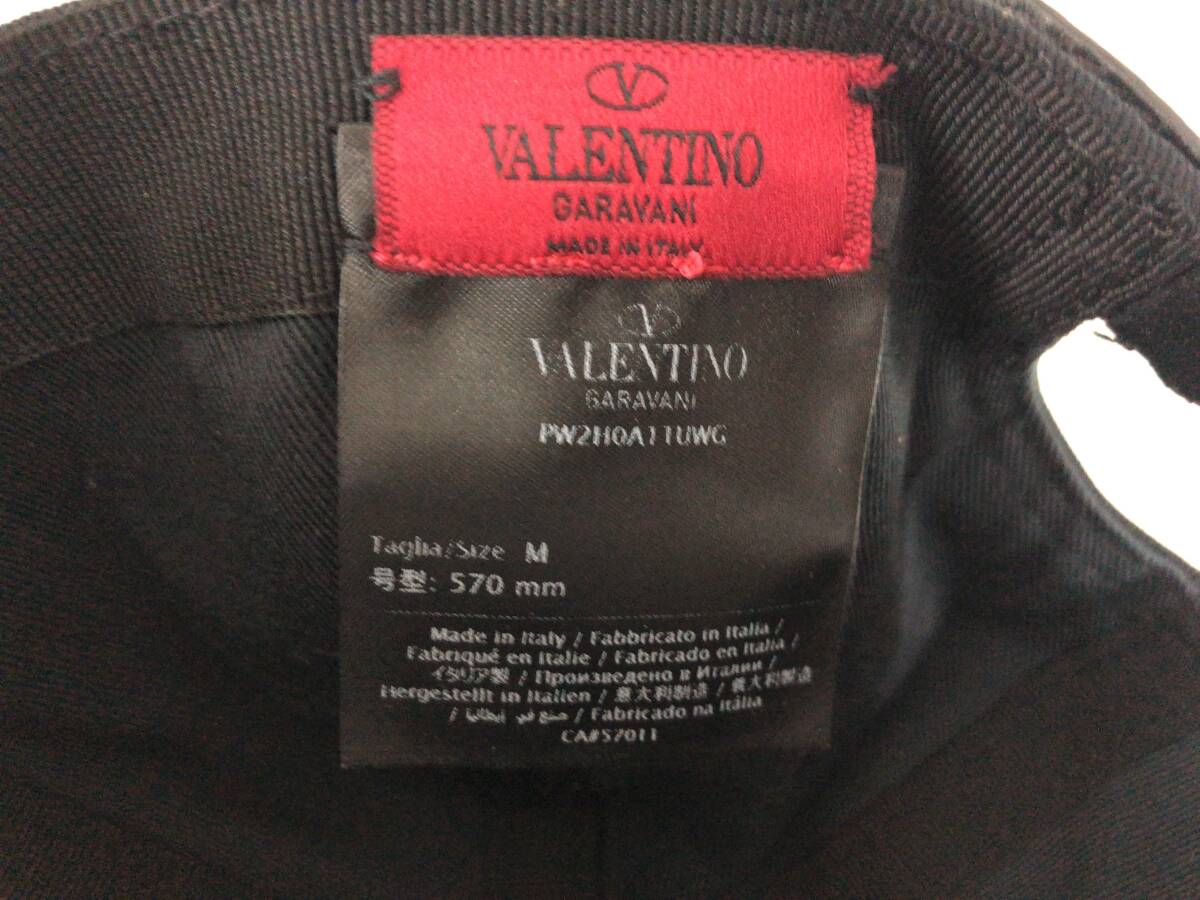 V
VALENTINO
GARAVANI
MADE IN ITALY
V
VALENTINO
GARAVANI
PW2H0A11UWG
Taglia/Size M
号型: 570 mm
Made in Italy / Fabbricato in Italia /
Fabriqué en Italie / Fabricado en Italia /
イタリア製 / Произведено в Италии /
Hergestellt in Italien / 意大利制造 / 義大利製造
/ صنع في إيطاليا / Fabricado na Itália
CA#57011